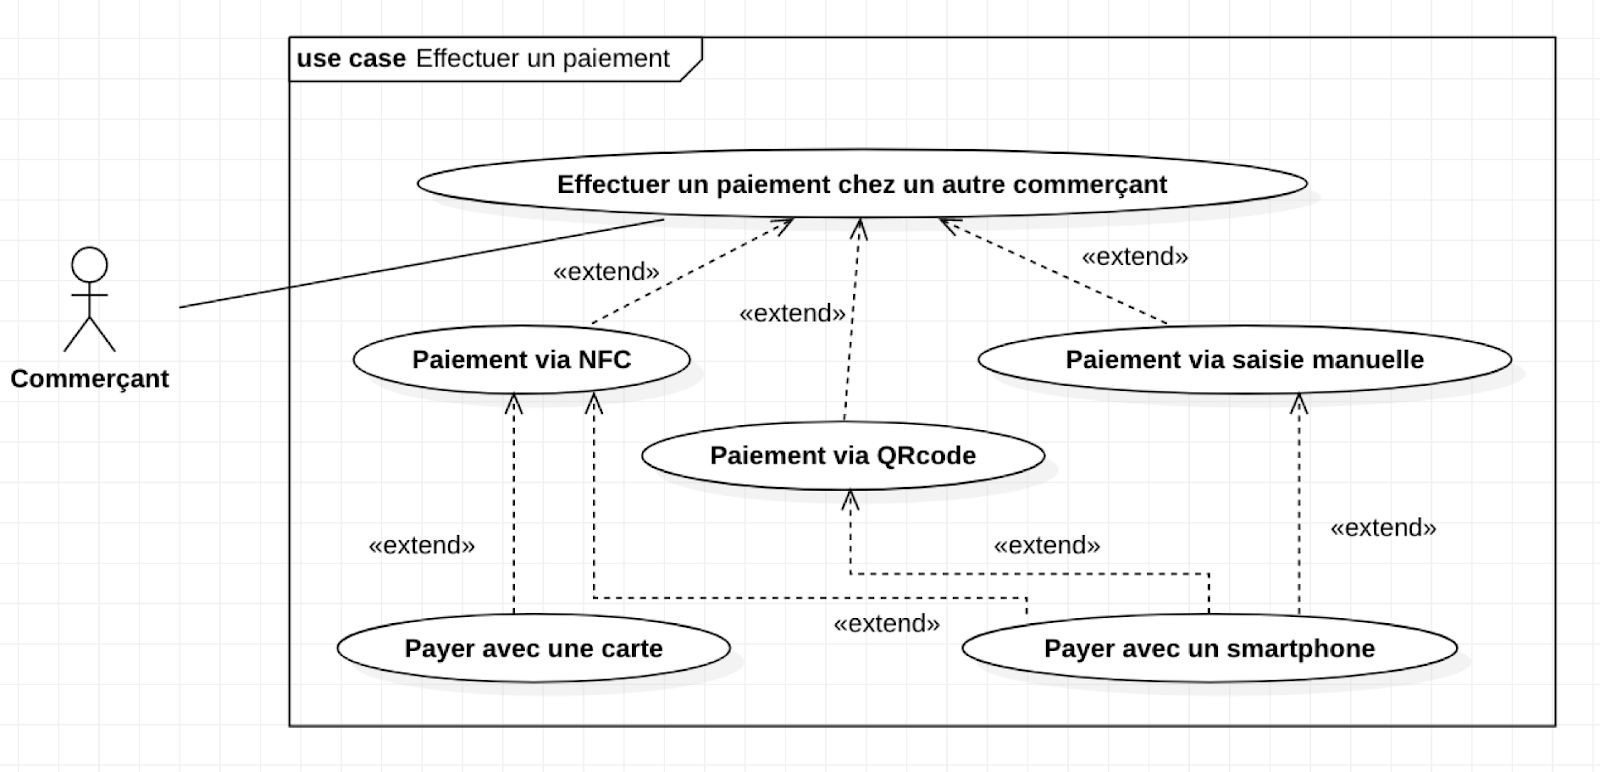 use case Effectuer un paiement
Effectuer un paiement chez un autre commerçant
«extend»
«extend»
«extend»
Commerçant
Paiement via NFC
Paiement via saisie manuelle
Paiement via QRcode
«extend»
«extend»
«extend»
«extend»
Payer avec une carte
Payer avec un smartphone